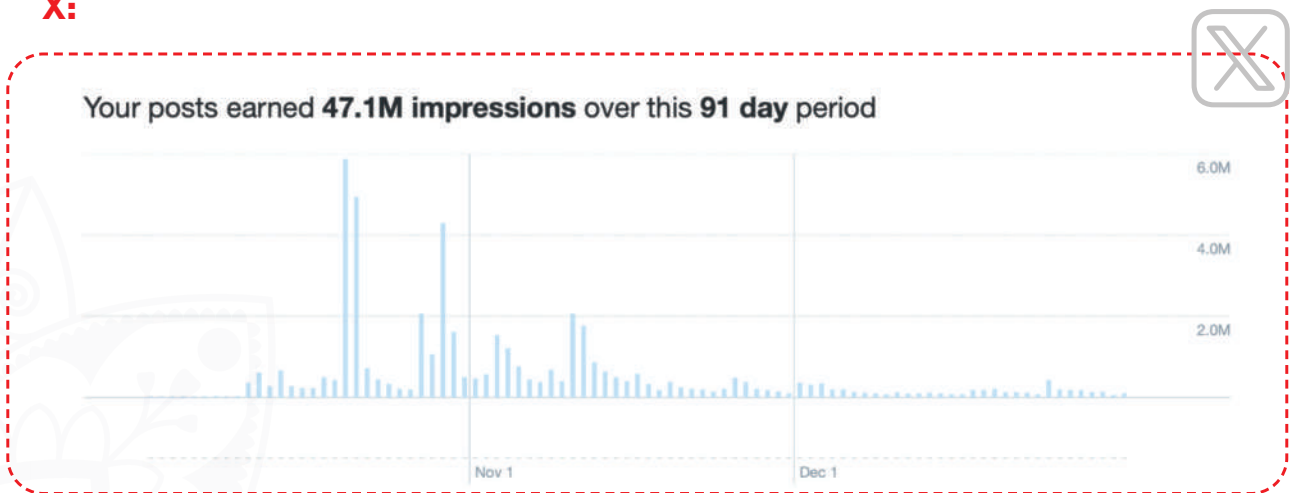 X:
Your posts earned 47.1M impressions over this 91 day period
6.0M
4.0M
2.0M
Nov 1
Dec 1